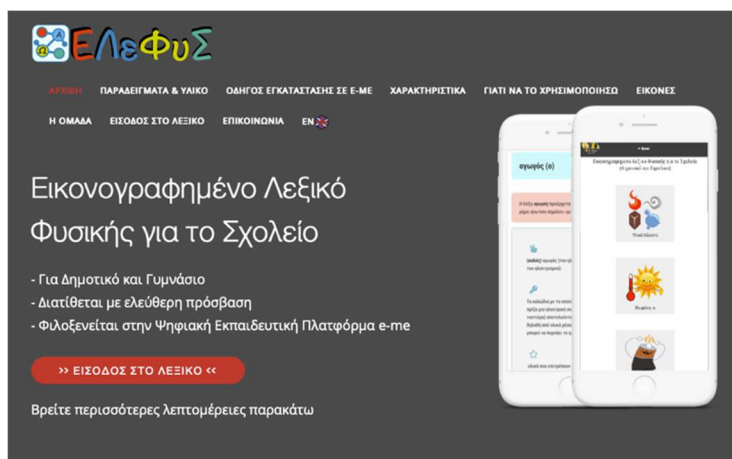 ΕΛεΦυΣ
ΑΡΧΙΚΗ ΠΑΡΑΔΕΙΓΜΑΤΑ & ΥΛΙΚΟ ΟΔΗΓΟΣ ΕΓΚΑΤΑΣΤΑΣΗΣ ΣΕ E-ME ΧΑΡΑΚΤΗΡΙΣΤΙΚΑ ΓΙΑΤΙ ΝΑ ΤΟ ΧΡΗΣΙΜΟΠΟΙΗΣΩ ΕΙΚΟΝΕΣ
Η ΟΜΑΔΑ ΕΙΣΟΔΟΣ ΣΤΟ ΛΕΞΙΚΟ ΕΠΙΚΟΙΝΩΝΙΑ EN
Εικονογραφημένο Λεξικό
Φυσικής για το Σχολείο
- Για Δημοτικό και Γυμνάσιο
- Διατίθεται με ελεύθερη πρόσβαση
- Φιλοξενείται στην Ψηφιακή Εκπαιδευτική Πλατφόρμα e-me
>> ΕΙΣΟΔΟΣ ΣΤΟ ΛΕΞΙΚΟ <<
Βρείτε περισσότερες λεπτομέρειες παρακάτω
αγωγός (ο)